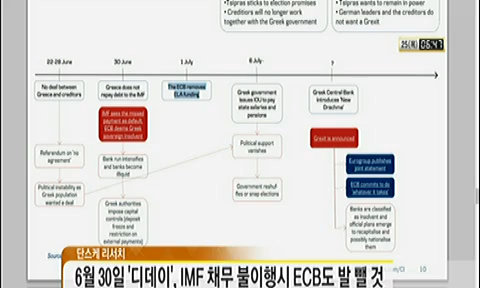 • Tsipras sticks to election promises
• Creditors will no longer work
together with the Greek government
• Tsipras wants to remain in power
• German leaders and the creditors do
not want a Grexit
25(목) 06:47
22-28 June
30 June
1 July
6 July
?
No deal between
Greece and creditors
Greece does not
repay debt to the IMF
The ECB removes
ELA funding
Greek government
issues IOU to pay
state salaries and
pensions
Greek Central Bank
introduces 'New
Drachma'
IMF sees the missed
payment as default,
ECB deems Greek
sovereign insolvent
Grexit is announced
Referendum on 'no
agreement'
Bank run intensifies
and banks become
illiquid
Political support
vanishes
Eurogroup publishes
joint statement
Political instability as
Greek population
wanted a deal
Greek government reshuf
fles or snap elections
ECB commits to do
'whatever it takes'
Greek authorities
impose capital
controls (deposit
freeze and
restriction on
external payments)
Banks are classified
as insolvent and
official plans emerge
to recapitalise and
possibly nationalise
them
Source
10
단스케 리서치
6월 30일 '디데이', IMF 채무 불이행시 ECB도 발 뺄 것